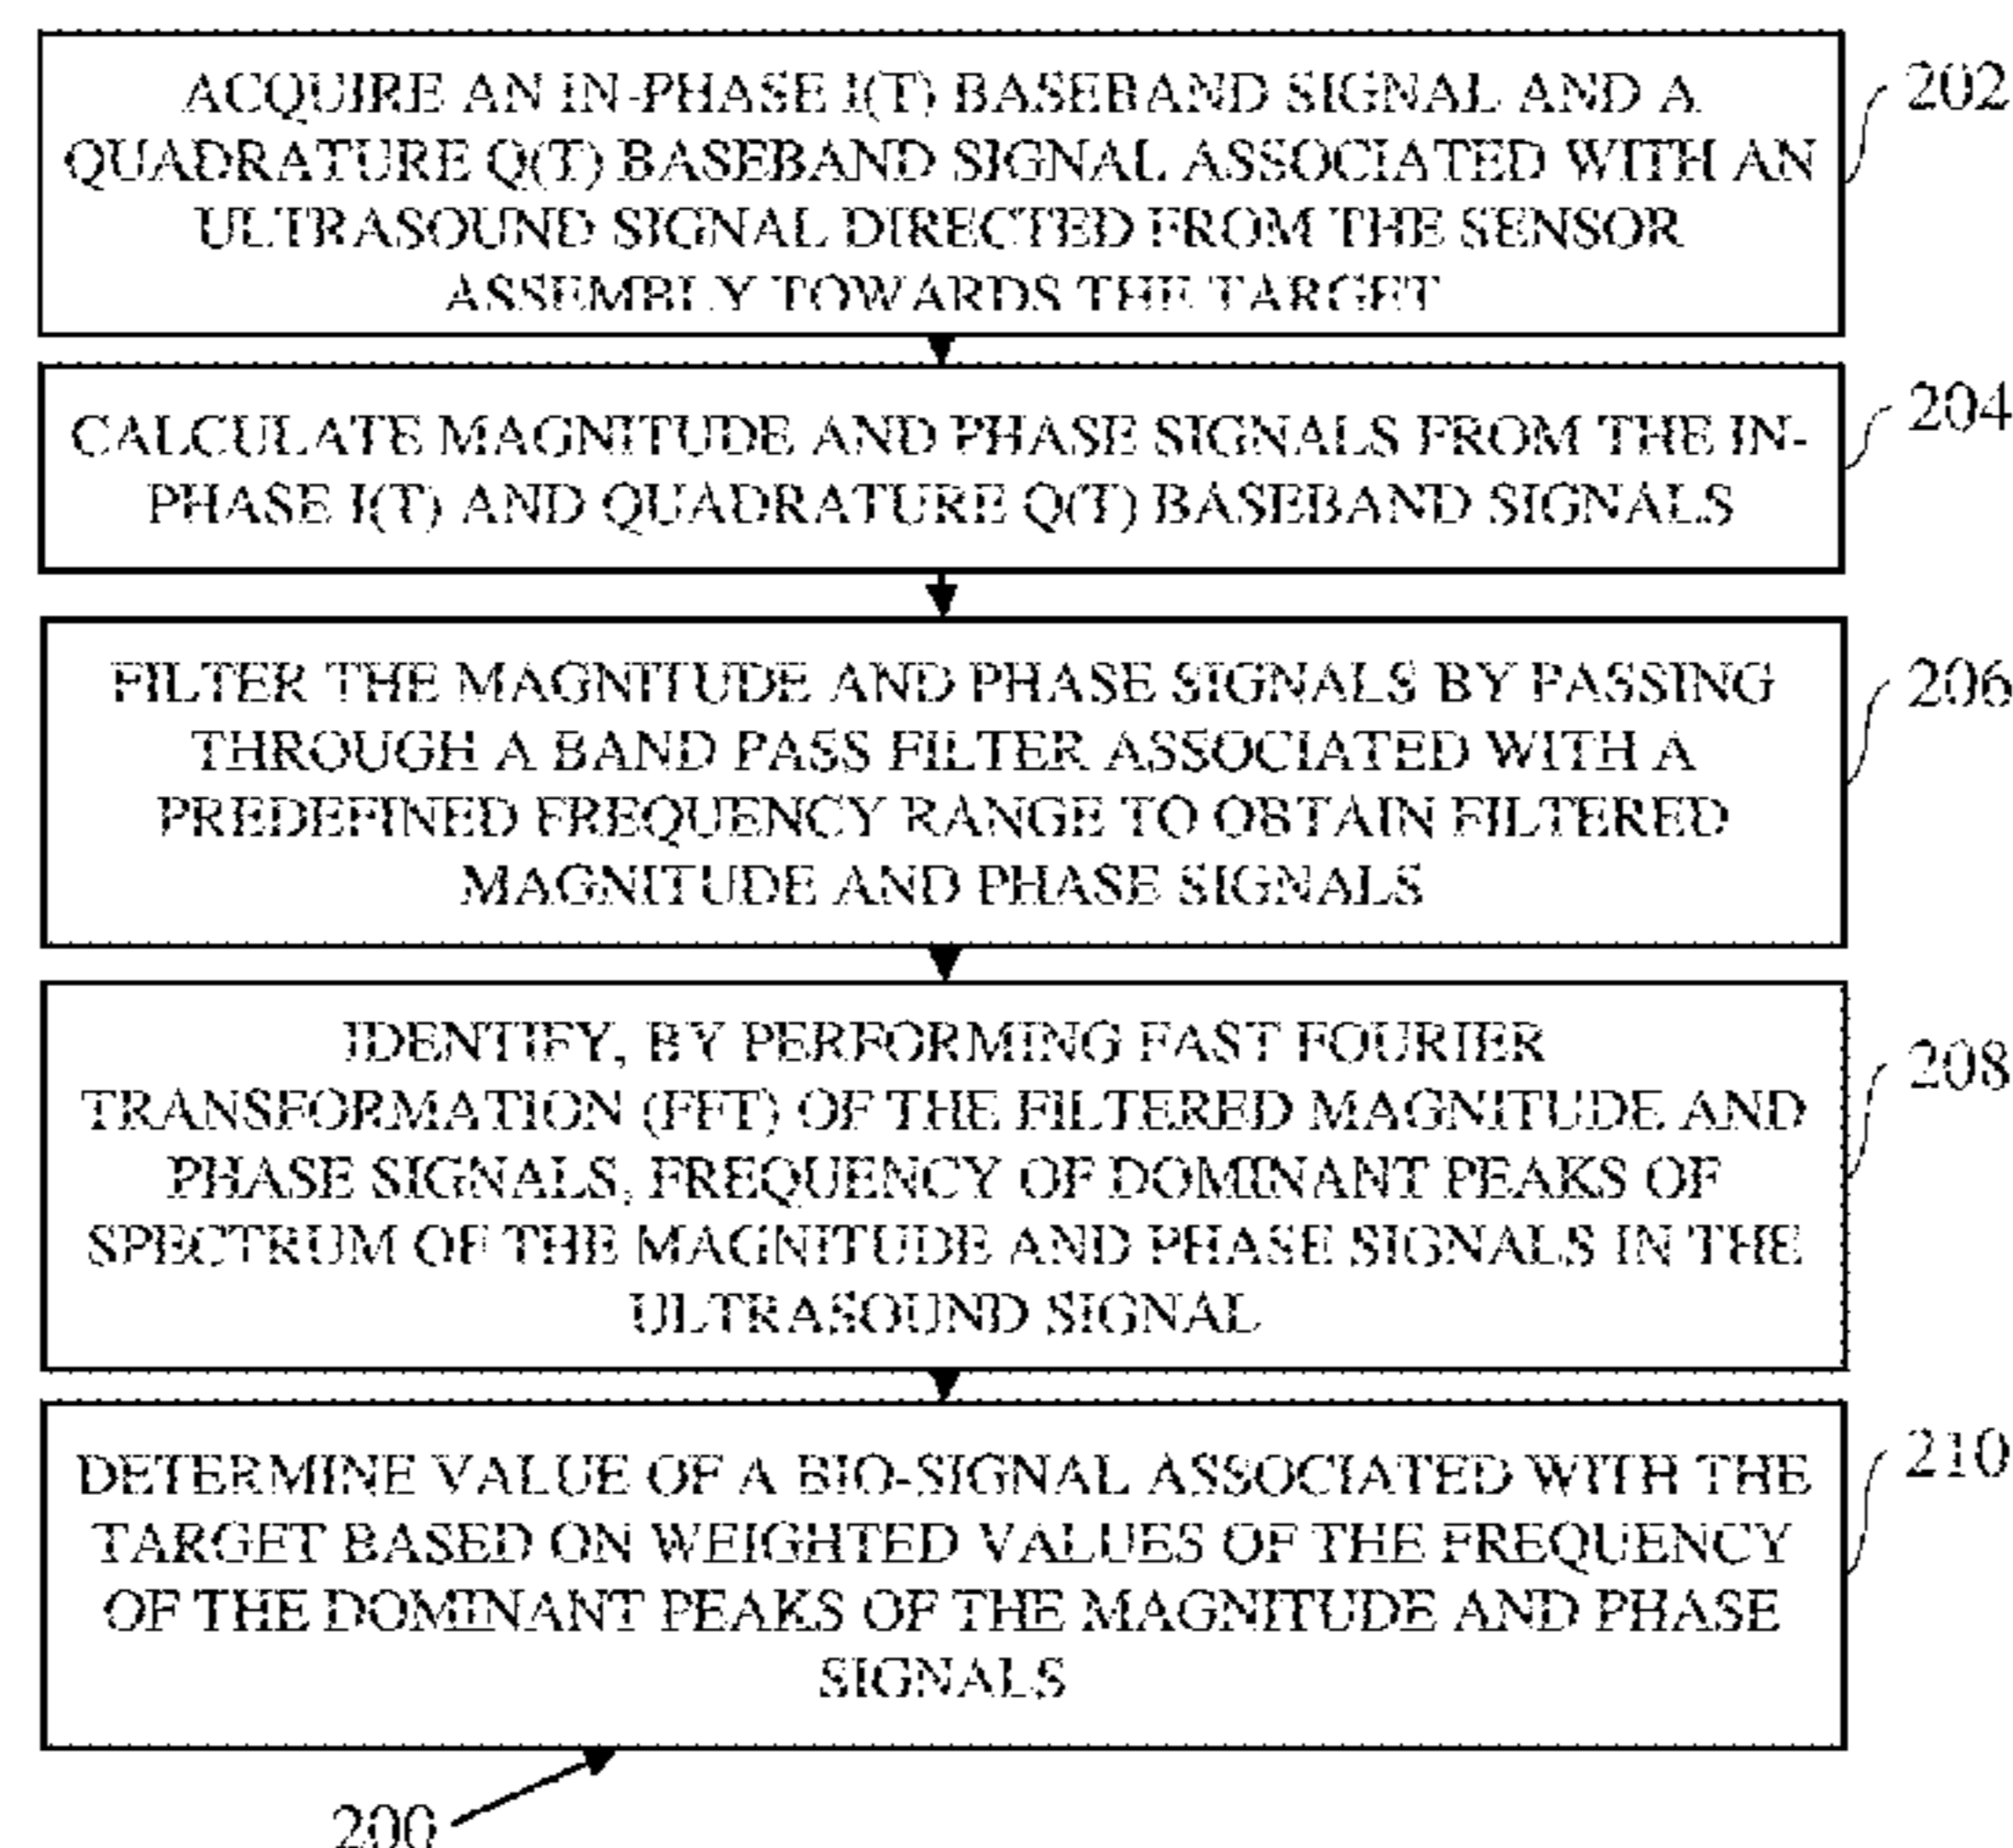 ACQUIRE AN IN-PHASE I(T) BASEBAND SIGNAL AND A
QUADRATURE Q(T) BASEBAND SIGNAL ASSOCIATED WITH AN
ULTRASOUND SIGNAL DIRECTED FROM THE SENSOR
ASSEMBLY TOWARDS THE TARGET
202
CALCULATE MAGNITUDE AND PHASE SIGNALS FROM THE IN-
PHASE I(T) AND QUADRATURE Q(T) BASEBAND SIGNALS
204
FILTER THE MAGNITUDE AND PHASE SIGNALS BY PASSING
THROUGH A BAND PASS FILTER ASSOCIATED WITH A
PREDEFINED FREQUENCY RANGE TO OBTAIN FILTERED
MAGNITUDE AND PHASE SIGNALS
206
IDENTIFY, BY PERFORMING FAST FOURIER
TRANSFORMATION (FFT) OF THE FILTERED MAGNITUDE AND
PHASE SIGNALS, FREQUENCY OF DOMINANT PEAKS OF
SPECTRUM OF THE MAGNITUDE AND PHASE SIGNALS IN THE
ULTRASOUND SIGNAL
208
DETERMINE VALUE OF A BIO-SIGNAL ASSOCIATED WITH THE
TARGET BASED ON WEIGHTED VALUES OF THE FREQUENCY
OF THE DOMINANT PEAKS OF THE MAGNITUDE AND PHASE
SIGNALS
210
200